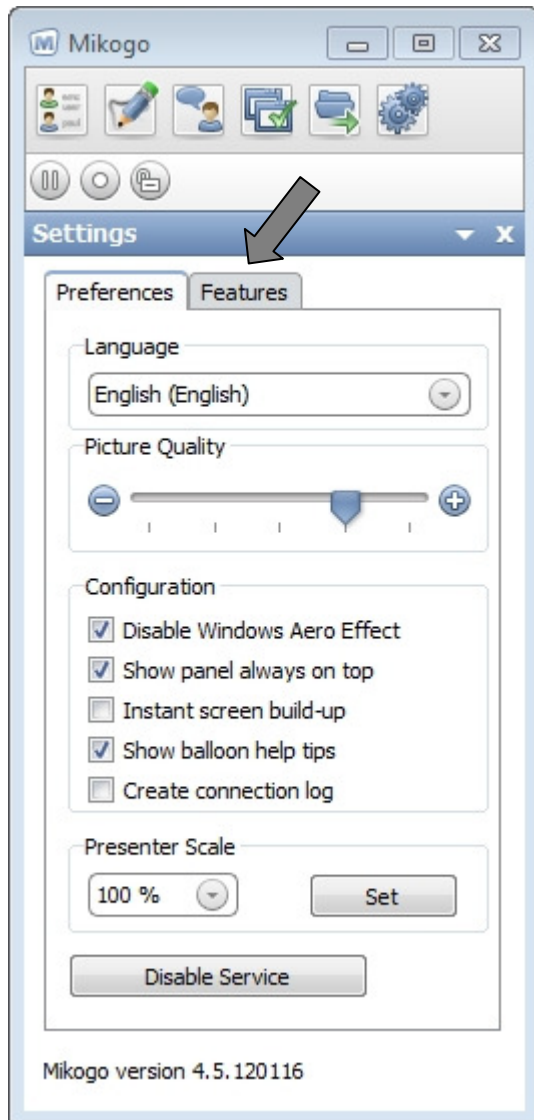 Mikogo
Settings
Preferences Features
Language
English (English)
Picture Quality
Configuration
Disable Windows Aero Effect
Show panel always on top
Instant screen build-up
Show balloon help tips
Create connection log
Presenter Scale
100 % Set
Disable Service
Mikogo version 4.5.120116